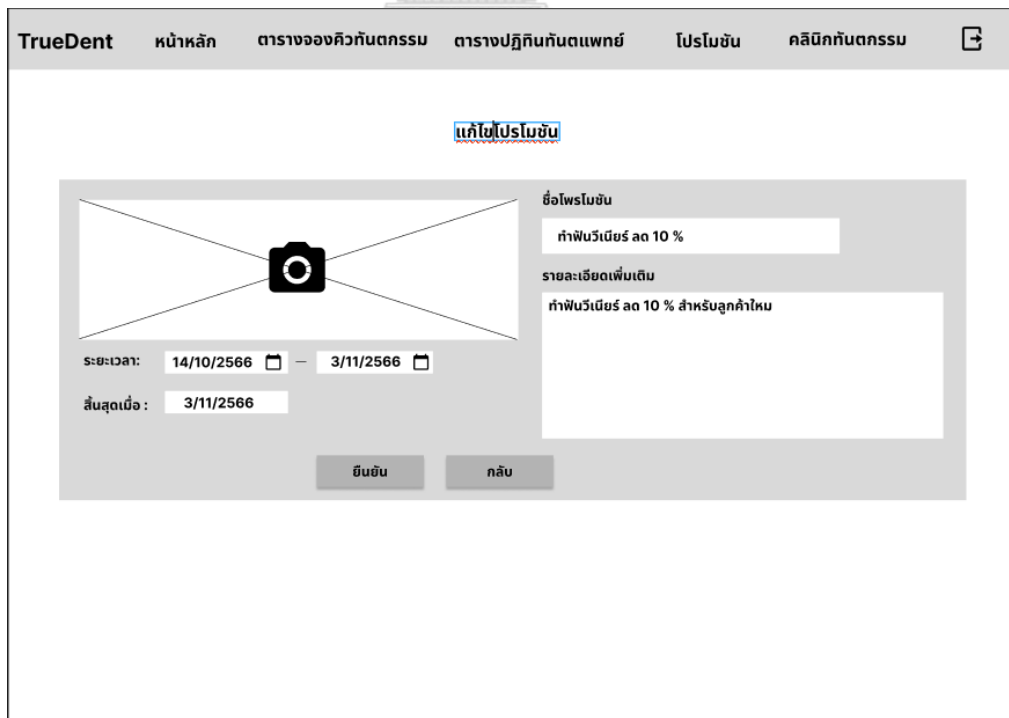 TrueDent หน้าหลัก ตารางจองคิวทันตกรรม ตารางปฏิทินทันตแพทย์ โปรโมชัน คลินิกทันตกรรม
แก้ไขโปรโมชัน
ชื่อโพรโมชัน
ทำฟันวีเนียร์ ลด 10 %
รายละเอียดเพิ่มเติม
ทำฟันวีเนียร์ ลด 10 % สำหรับลูกค้าใหม
ระยะเวลา: 14/10/2566 — 3/11/2566
สิ้นสุดเมื่อ : 3/11/2566
ยืนยัน กลับ